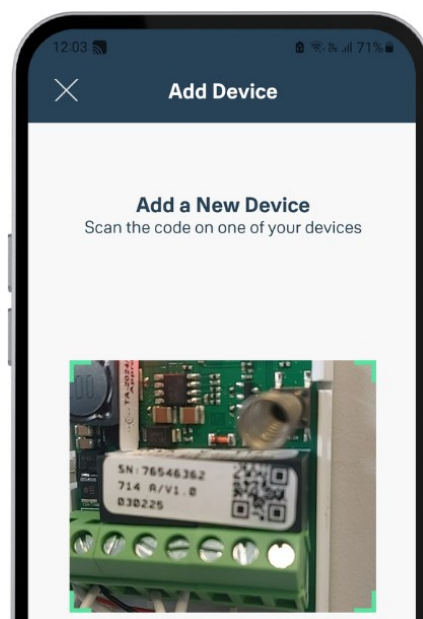 12:03 71%
Add Device
Add a New Device
Scan the code on one of your devices
SN:76546362
714 A/V1.0
030225